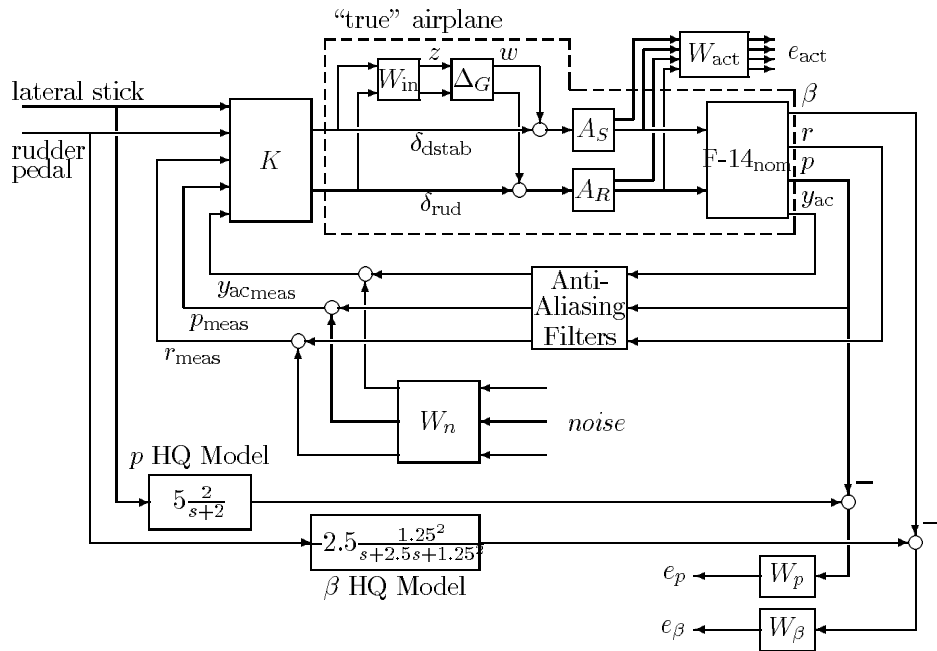 “true” airplane
z
w
W_in
Δ_G
W_act
e_act
lateral stick
β
rudder
pedal
K
δ_dstab
A_S
F-14_nom
r
p
δ_rud
A_R
y_ac
y_ac_meas
p_meas
r_meas
Anti-
Aliasing
Filters
W_n
noise
p HQ Model
5 2/(s+2)
−
−2.5 1.25²/(s+2.5s+1.25²)
−
β HQ Model
e_p
W_p
e_β
W_β